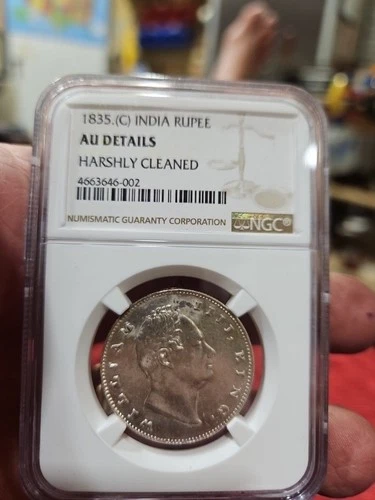 1835.(C) INDIA RUPEE
AU DETAILS
HARSHLY CLEANED
4663646-002
NUMISMATIC GUARANTY CORPORATION NGC®
WILLIAM IIII, KING.